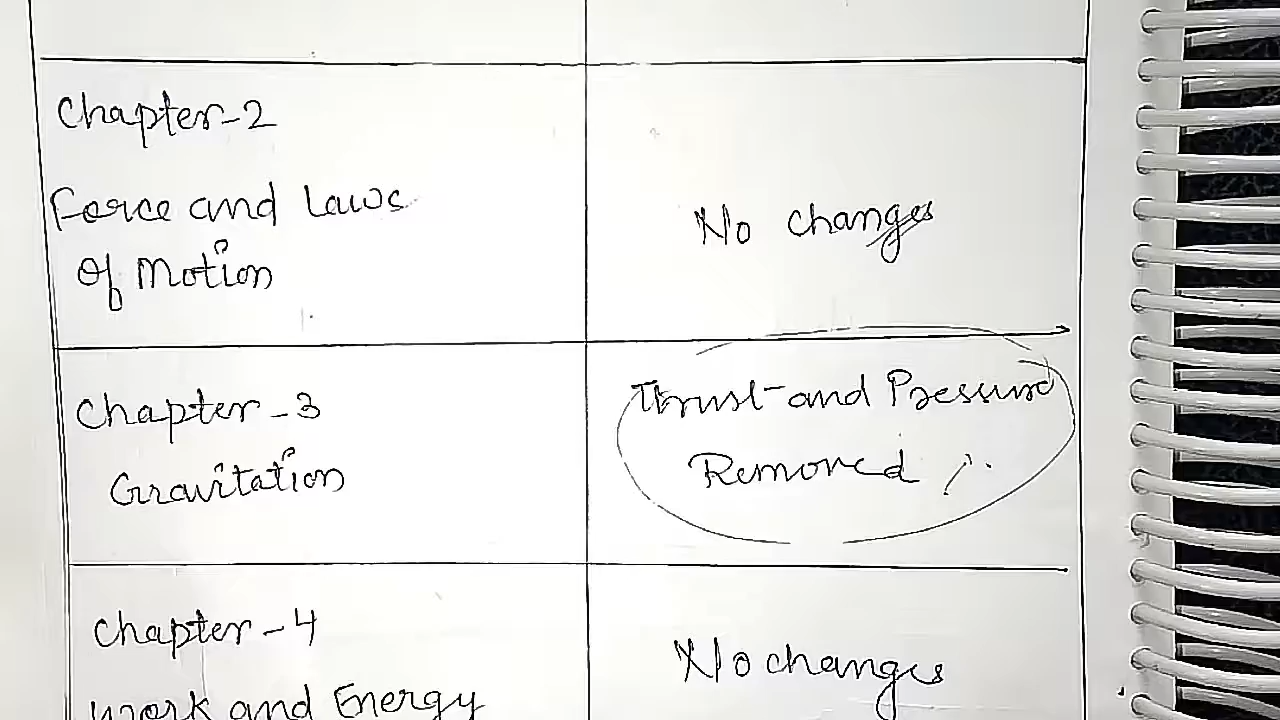 Chapter-2
Force and Laws
Of Motion
No changes
Chapter-3
Gravitation
Thrust-and Pressure
Removed
Chapter-4
Work and Energy
No changes